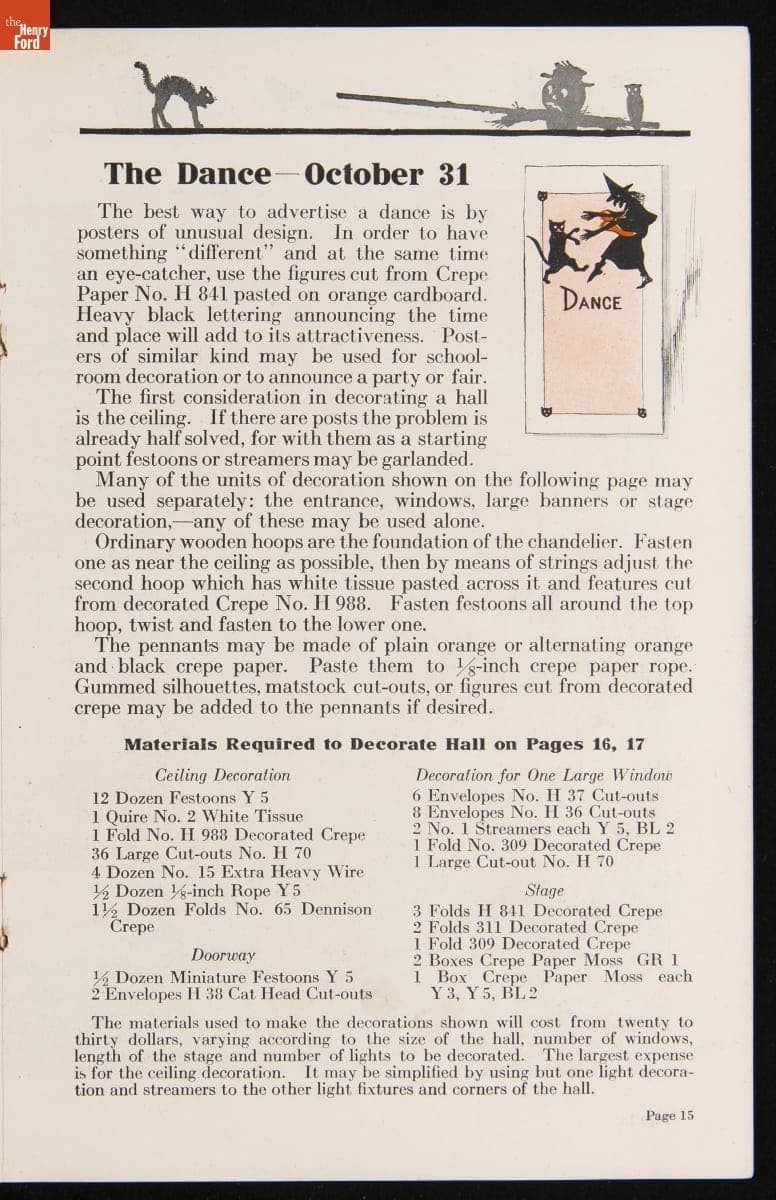 the
Henry
Ford
The Dance—October 31
The best way to advertise a dance is by
posters of unusual design. In order to have
something "different" and at the same time
an eye-catcher, use the figures cut from Crepe
Paper No. H 841 pasted on orange cardboard.
Heavy black lettering announcing the time
and place will add to its attractiveness. Post-
ers of similar kind may be used for school-
room decoration or to announce a party or fair.
The first consideration in decorating a hall
is the ceiling. If there are posts the problem is
already half solved, for with them as a starting
point festoons or streamers may be garlanded.
DANCE
Many of the units of decoration shown on the following page may
be used separately: the entrance, windows, large banners or stage
decoration,—any of these may be used alone.
Ordinary wooden hoops are the foundation of the chandelier. Fasten
one as near the ceiling as possible, then by means of strings adjust the
second hoop which has white tissue pasted across it and features cut
from decorated Crepe No. H 988. Fasten festoons all around the top
hoop, twist and fasten to the lower one.
The pennants may be made of plain orange or alternating orange
and black crepe paper. Paste them to ⅛-inch crepe paper rope.
Gummed silhouettes, matstock cut-outs, or figures cut from decorated
crepe may be added to the pennants if desired.
Materials Required to Decorate Hall on Pages 16, 17
Ceiling Decoration
12 Dozen Festoons Y 5
1 Quire No. 2 White Tissue
1 Fold No. H 988 Decorated Crepe
36 Large Cut-outs No. H 70
4 Dozen No. 15 Extra Heavy Wire
½ Dozen ⅛-inch Rope Y 5
1½ Dozen Folds No. 65 Dennison
Crepe
Doorway
½ Dozen Miniature Festoons Y 5
2 Envelopes H 38 Cat Head Cut-outs
Decoration for One Large Window
6 Envelopes No. H 37 Cut-outs
8 Envelopes No. H 36 Cut-outs
2 No. 1 Streamers each Y 5, BL 2
1 Fold No. 309 Decorated Crepe
1 Large Cut-out No. H 70
Stage
3 Folds H 841 Decorated Crepe
2 Folds 311 Decorated Crepe
1 Fold 309 Decorated Crepe
2 Boxes Crepe Paper Moss GR 1
1 Box Crepe Paper Moss each
Y 3, Y 5, BL 2
The materials used to make the decorations shown will cost from twenty to
thirty dollars, varying according to the size of the hall, number of windows,
length of the stage and number of lights to be decorated. The largest expense
is for the ceiling decoration. It may be simplified by using but one light decora-
tion and streamers to the other light fixtures and corners of the hall.
Page 15